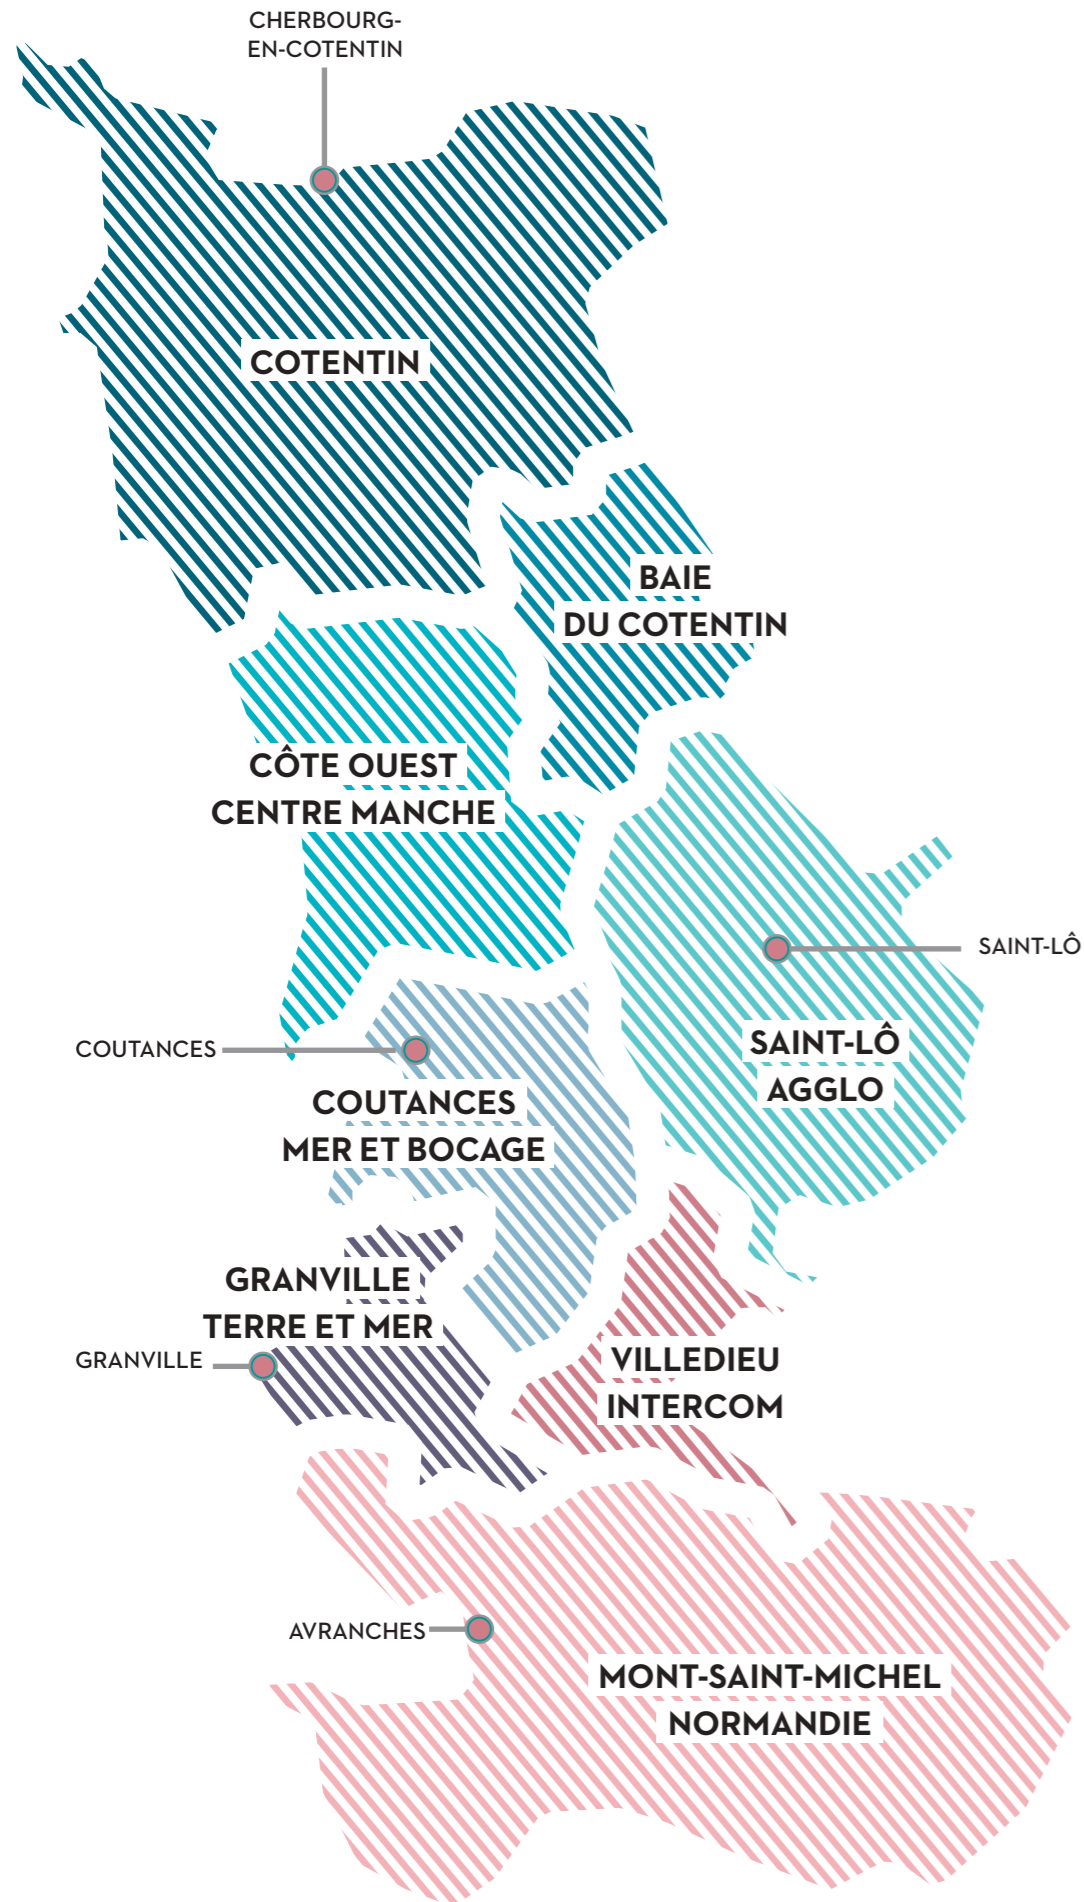 CHERBOURG-
EN-COTENTIN
COTENTIN
BAIE
DU COTENTIN
CÔTE OUEST
CENTRE MANCHE
SAINT-LÔ
SAINT-LÔ
AGGLO
COUTANCES
COUTANCES
MER ET BOCAGE
GRANVILLE
TERRE ET MER
GRANVILLE
VILLEDIEU
INTERCOM
AVRANCHES
MONT-SAINT-MICHEL
NORMANDIE